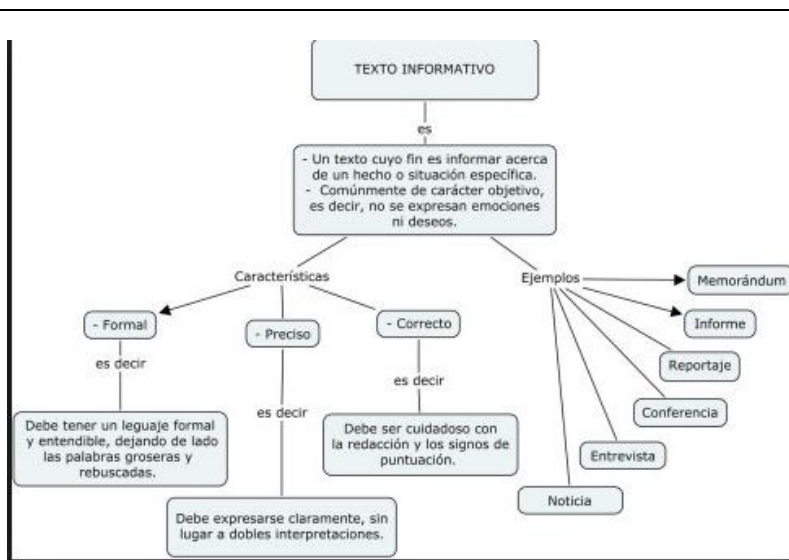 TEXTO INFORMATIVO
es
- Un texto cuyo fin es informar acerca
de un hecho o situación específica.
- Comúnmente de carácter objetivo,
es decir, no se expresan emociones
ni deseos.
Características
Ejemplos
Memorándum
- Formal
- Preciso
- Correcto
Informe
es decir
Reportaje
es decir
es decir
Conferencia
Debe tener un leguaje formal
y entendible, dejando de lado
las palabras groseras y
rebuscadas.
Debe ser cuidadoso con
la redacción y los signos de
puntuación.
Entrevista
Noticia
Debe expresarse claramente, sin
lugar a dobles interpretaciones.